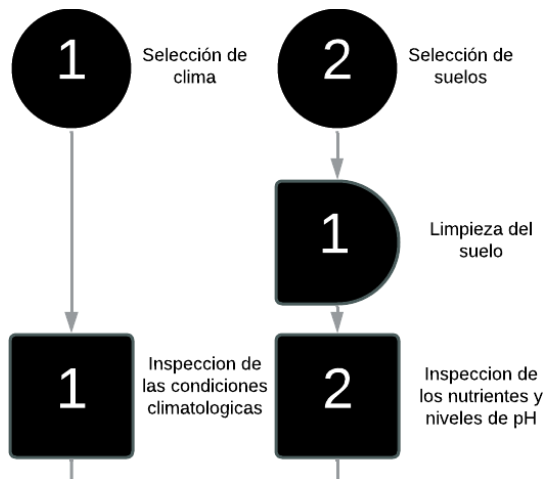 1
Selección de
clima
2
Selección de
suelos
1
Limpieza del
suelo
1
Inspeccion de
las condiciones
climatologicas
2
Inspeccion de
los nutrientes y
niveles de pH